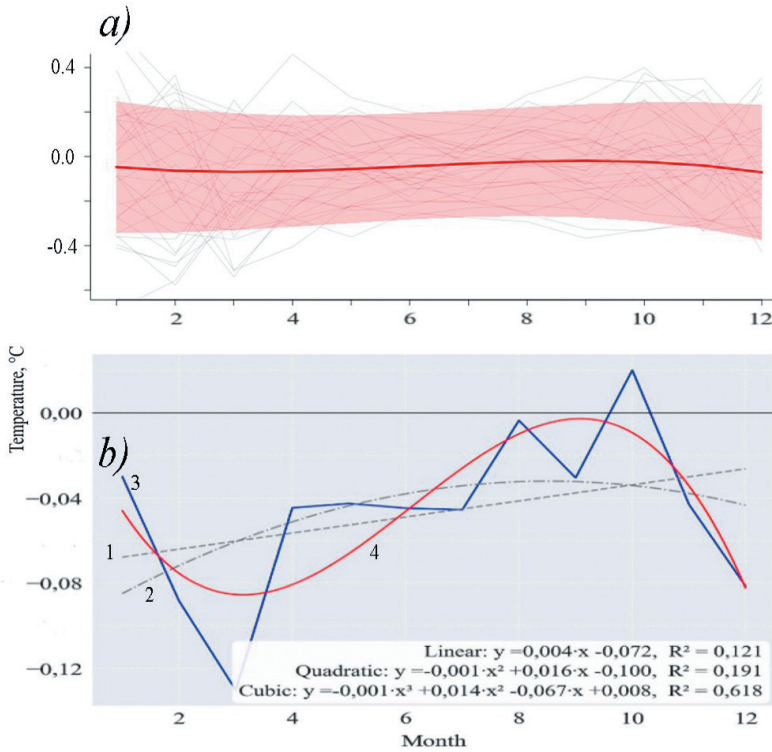 a)
0.4
0.0
-0.4
2 4 6 8 10 12
Temperature, °C
0,00
b)
3
−0,04
1
4
2
−0,08
Linear: y =0,004·x -0,072, R² = 0,121
−0,12
Quadratic: y =-0,001·x² +0,016·x -0,100, R² = 0,191
Cubic: y =-0,001·x³ +0,014·x² -0,067·x +0,008, R² = 0,618
2 4 6 8 10 12
Month